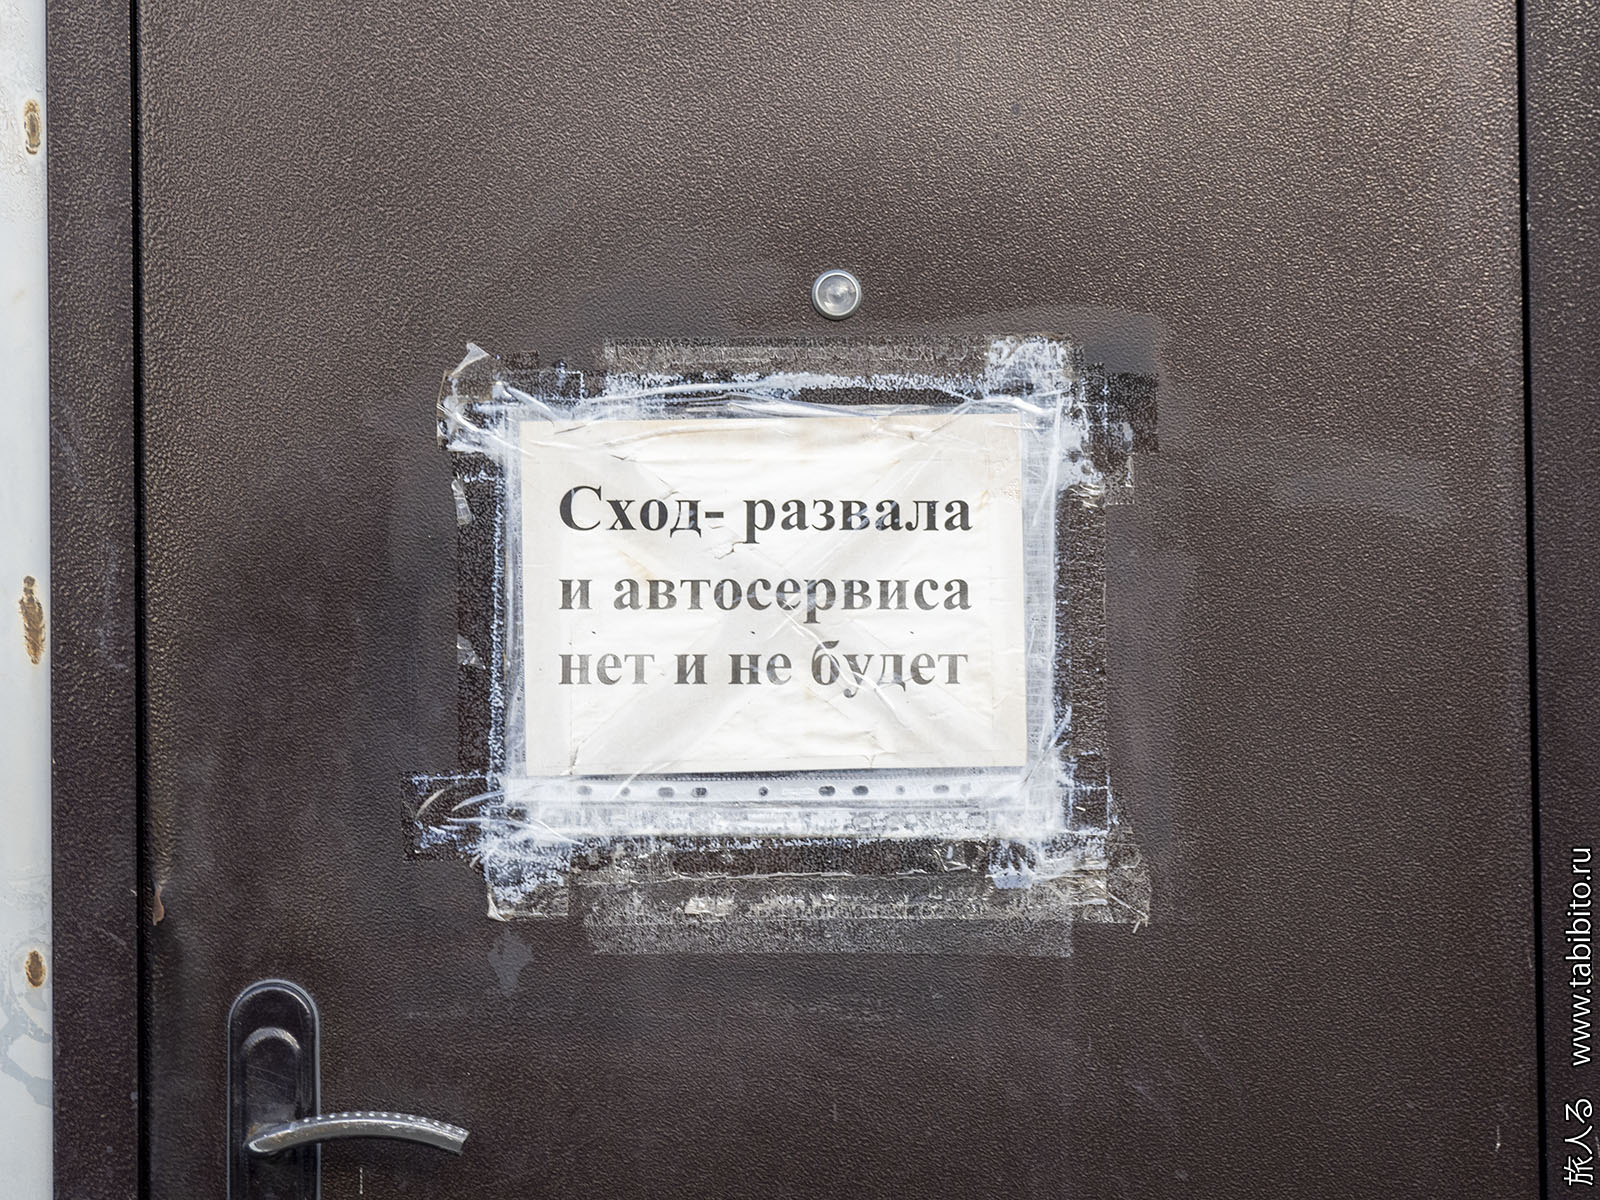 Сход- развала
и автосервиса
нет и не будет
旅人る www.tabibito.ru